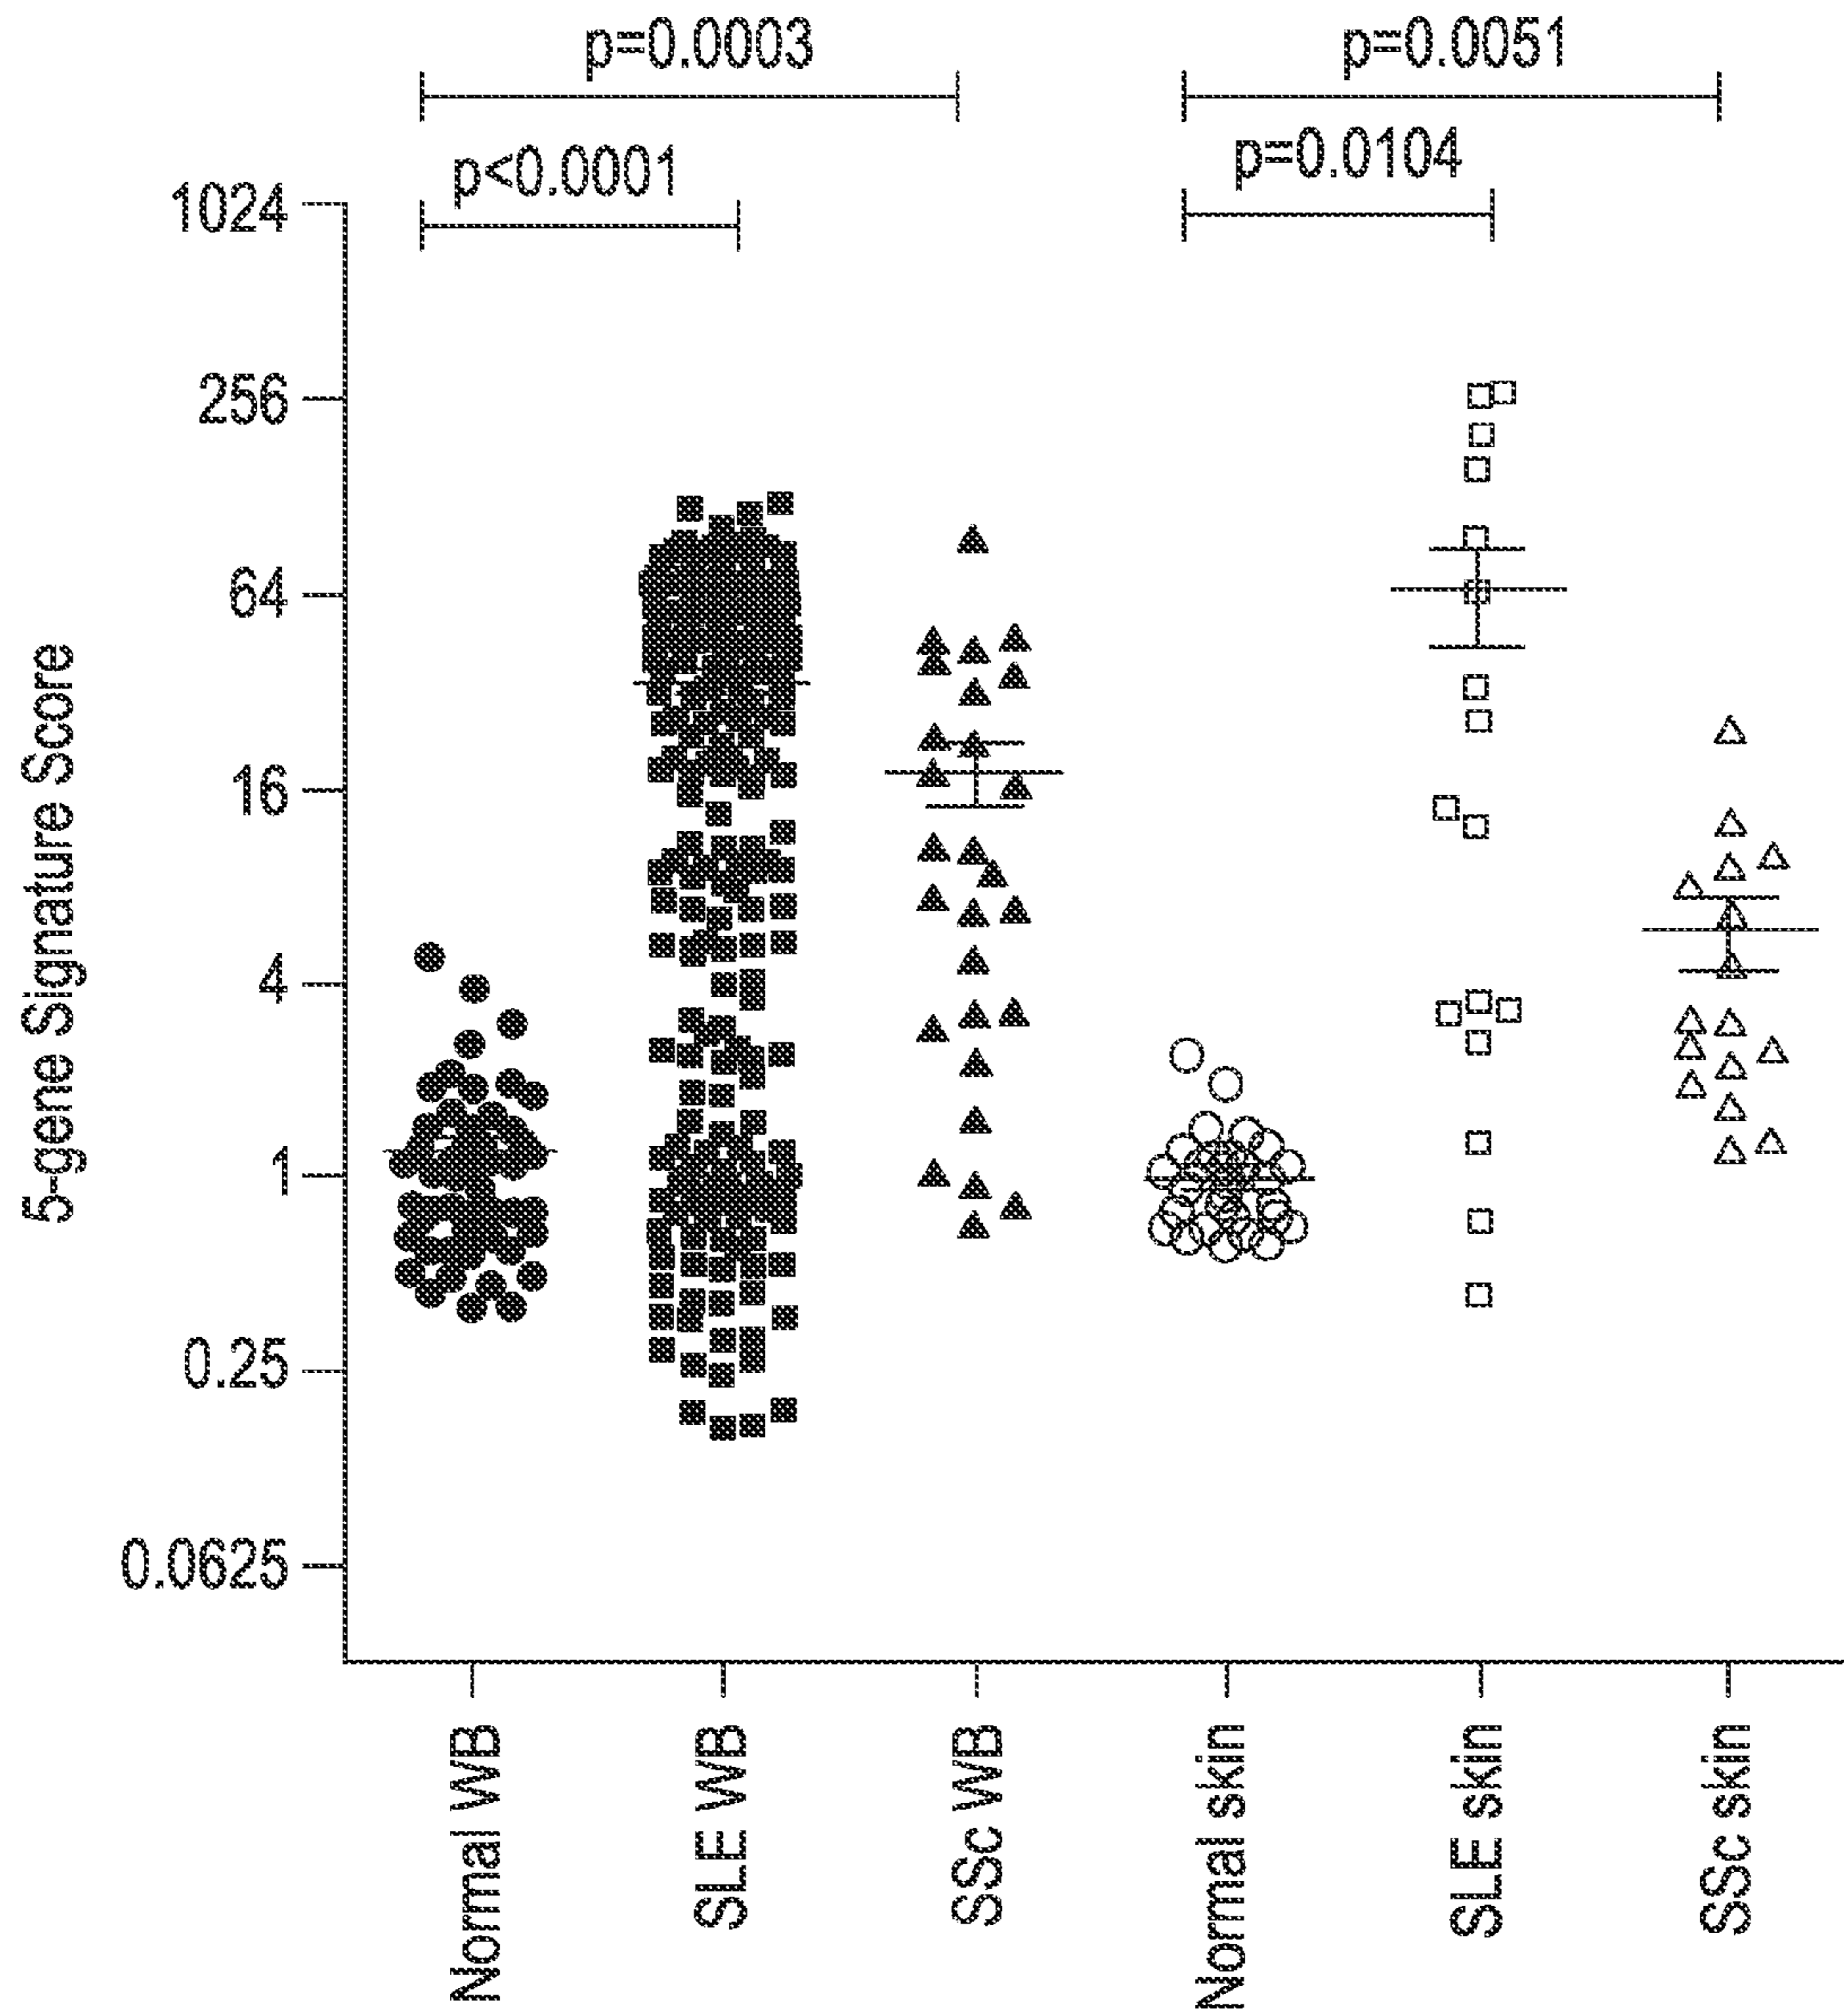 p=0.0003
p=0.0051
p<0.0001
p=0.0104
1024
256
64
16
4
1
0.25
0.0625
5-gene Signature Score
Normal WB
SLE WB
SSc WB
Normal skin
SLE skin
SSc skin